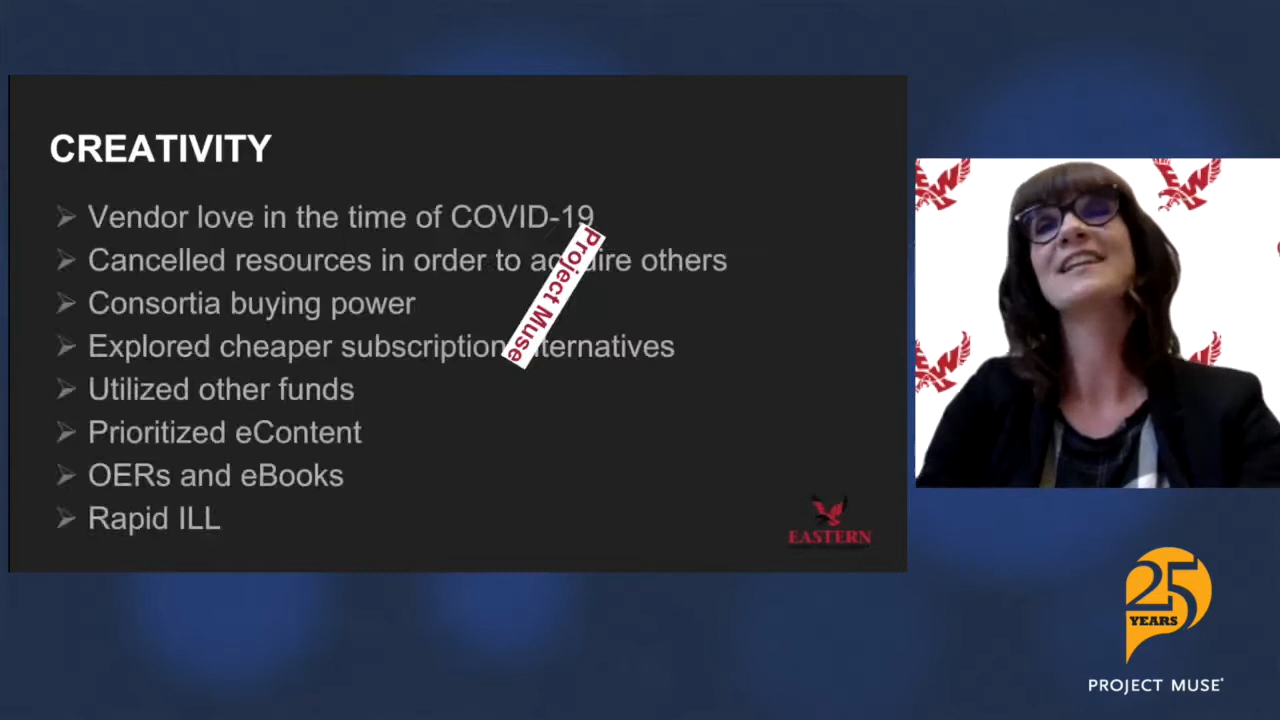 CREATIVITY
Vendor love in the time of COVID-19
Cancelled resources in order to acquire others
Consortia buying power
Explored cheaper subscription alternatives
Utilized other funds
Prioritized eContent
OERs and eBooks
Rapid ILL
Project Muse
EASTERN
25
YEARS
PROJECT MUSE